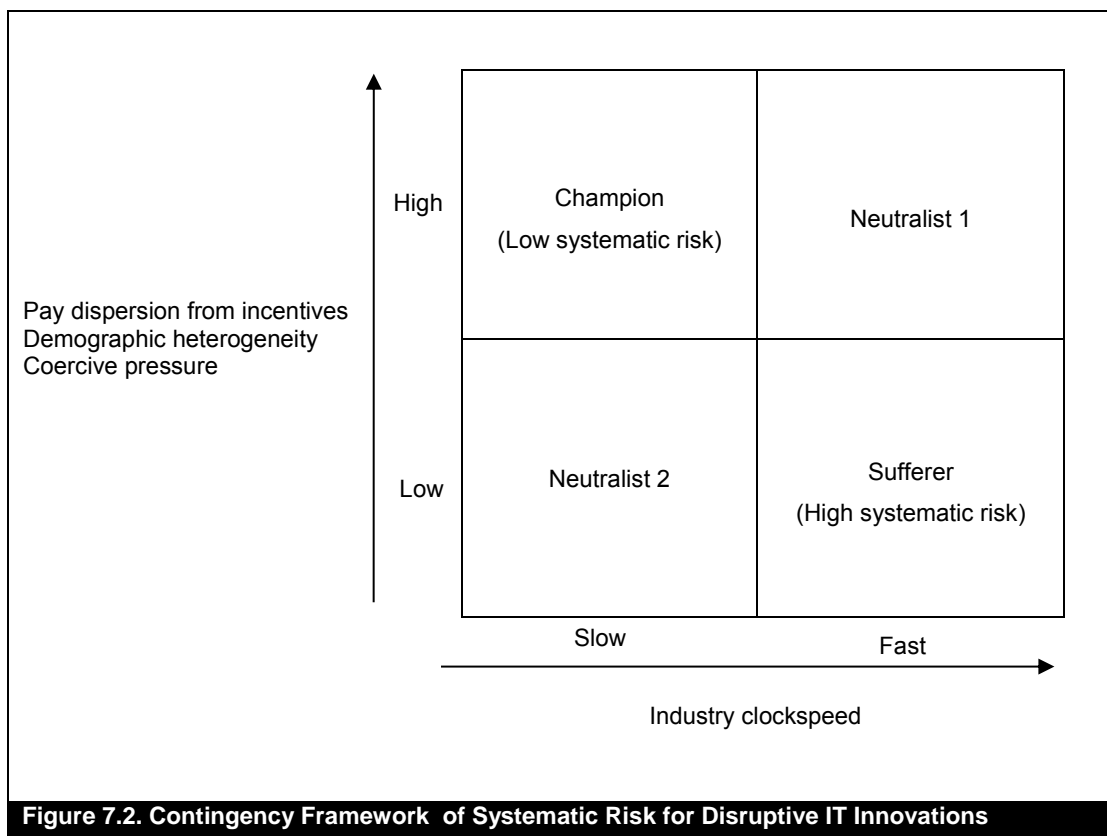 High
Champion
(Low systematic risk)
Neutralist 1
Pay dispersion from incentives
Demographic heterogeneity
Coercive pressure
Low
Neutralist 2
Sufferer
(High systematic risk)
Slow
Fast
Industry clockspeed
Figure 7.2. Contingency Framework of Systematic Risk for Disruptive IT Innovations